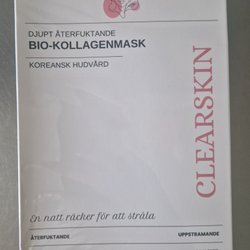 DJUPT ÅTERFUKTANDE
BIO-KOLLAGENMASK
KOREANSK HUDVÅRD
CLEARSKIN
En natt räcker för att stråla
ÅTERFUKTANDE UPPSTRAMANDE